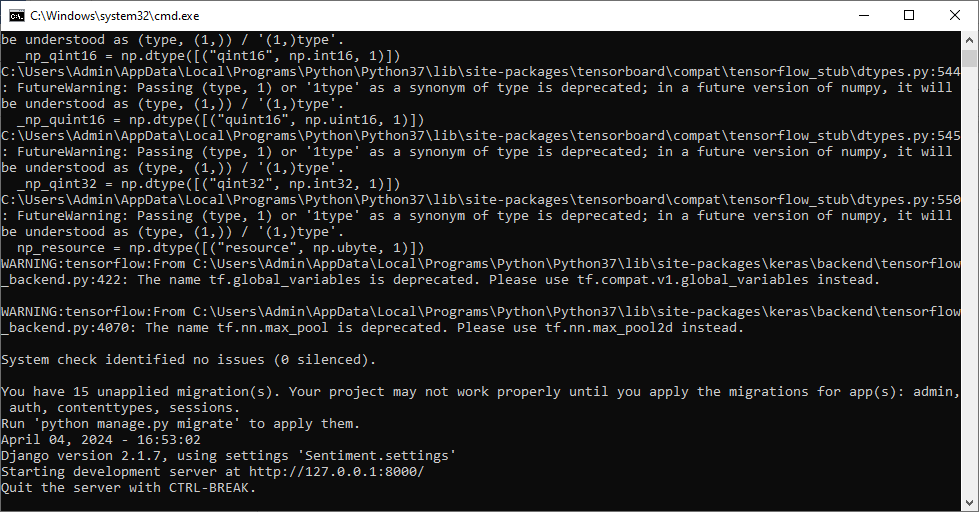 C:\Windows\system32\cmd.exe
be understood as (type, (1,)) / '(1,)type'.
  _np_qint16 = np.dtype([("qint16", np.int16, 1)])
C:\Users\Admin\AppData\Local\Programs\Python\Python37\lib\site-packages\tensorboard\compat\tensorflow_stub\dtypes.py:544
: FutureWarning: Passing (type, 1) or '1type' as a synonym of type is deprecated; in a future version of numpy, it will
be understood as (type, (1,)) / '(1,)type'.
  _np_quint16 = np.dtype([("quint16", np.uint16, 1)])
C:\Users\Admin\AppData\Local\Programs\Python\Python37\lib\site-packages\tensorboard\compat\tensorflow_stub\dtypes.py:545
: FutureWarning: Passing (type, 1) or '1type' as a synonym of type is deprecated; in a future version of numpy, it will
be understood as (type, (1,)) / '(1,)type'.
  _np_qint32 = np.dtype([("qint32", np.int32, 1)])
C:\Users\Admin\AppData\Local\Programs\Python\Python37\lib\site-packages\tensorboard\compat\tensorflow_stub\dtypes.py:550
: FutureWarning: Passing (type, 1) or '1type' as a synonym of type is deprecated; in a future version of numpy, it will
be understood as (type, (1,)) / '(1,)type'.
  np_resource = np.dtype([("resource", np.ubyte, 1)])
WARNING:tensorflow:From C:\Users\Admin\AppData\Local\Programs\Python\Python37\lib\site-packages\keras\backend\tensorflow
_backend.py:422: The name tf.global_variables is deprecated. Please use tf.compat.v1.global_variables instead.

WARNING:tensorflow:From C:\Users\Admin\AppData\Local\Programs\Python\Python37\lib\site-packages\keras\backend\tensorflow
_backend.py:4070: The name tf.nn.max_pool is deprecated. Please use tf.nn.max_pool2d instead.

System check identified no issues (0 silenced).

You have 15 unapplied migration(s). Your project may not work properly until you apply the migrations for app(s): admin,
 auth, contenttypes, sessions.
Run 'python manage.py migrate' to apply them.
April 04, 2024 - 16:53:02
Django version 2.1.7, using settings 'Sentiment.settings'
Starting development server at http://127.0.0.1:8000/
Quit the server with CTRL-BREAK.